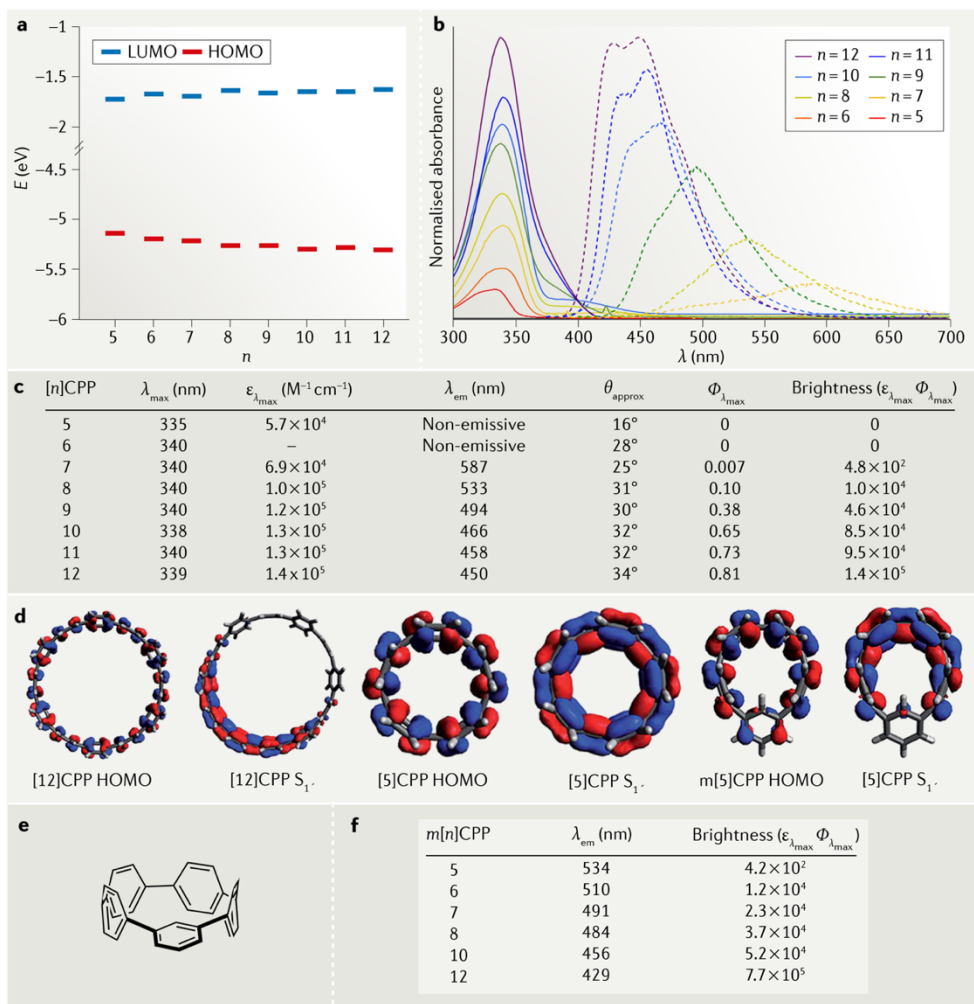 a
−1
LUMO HOMO
−1.5
−2
−4.5
−5
−5.5
−6
E (eV)
5 6 7 8 9 10 11 12
n
b
Normalised absorbance
n = 12 n = 11
n = 10 n = 9
n = 8 n = 7
n = 6 n = 5
300 350 400 450 500 550 600 650 700
λ (nm)
c [n]CPP λmax (nm) ελmax (M−1 cm−1) λem (nm) θapprox Φλmax Brightness (ελmax Φλmax)
5 335 5.7 × 10⁴ Non-emissive 16° 0 0
6 340 – Non-emissive 28° 0 0
7 340 6.9 × 10⁴ 587 25° 0.007 4.8 × 10²
8 340 1.0 × 10⁵ 533 31° 0.10 1.0 × 10⁴
9 340 1.2 × 10⁵ 494 30° 0.38 4.6 × 10⁴
10 338 1.3 × 10⁵ 466 32° 0.65 8.5 × 10⁴
11 340 1.3 × 10⁵ 458 32° 0.73 9.5 × 10⁴
12 339 1.4 x 10⁵ 450 34° 0.81 1.4 × 10⁵
d
[12]CPP HOMO [12]CPP S1′ [5]CPP HOMO [5]CPP S1′ m[5]CPP HOMO [5]CPP S1′
e
f
m[n]CPP λem (nm) Brightness (ελmax Φλmax)
5 534 4.2 × 10²
6 510 1.2 × 10⁴
7 491 2.3 × 10⁴
8 484 3.7 × 10⁴
10 456 5.2 × 10⁴
12 429 7.7 × 10⁵